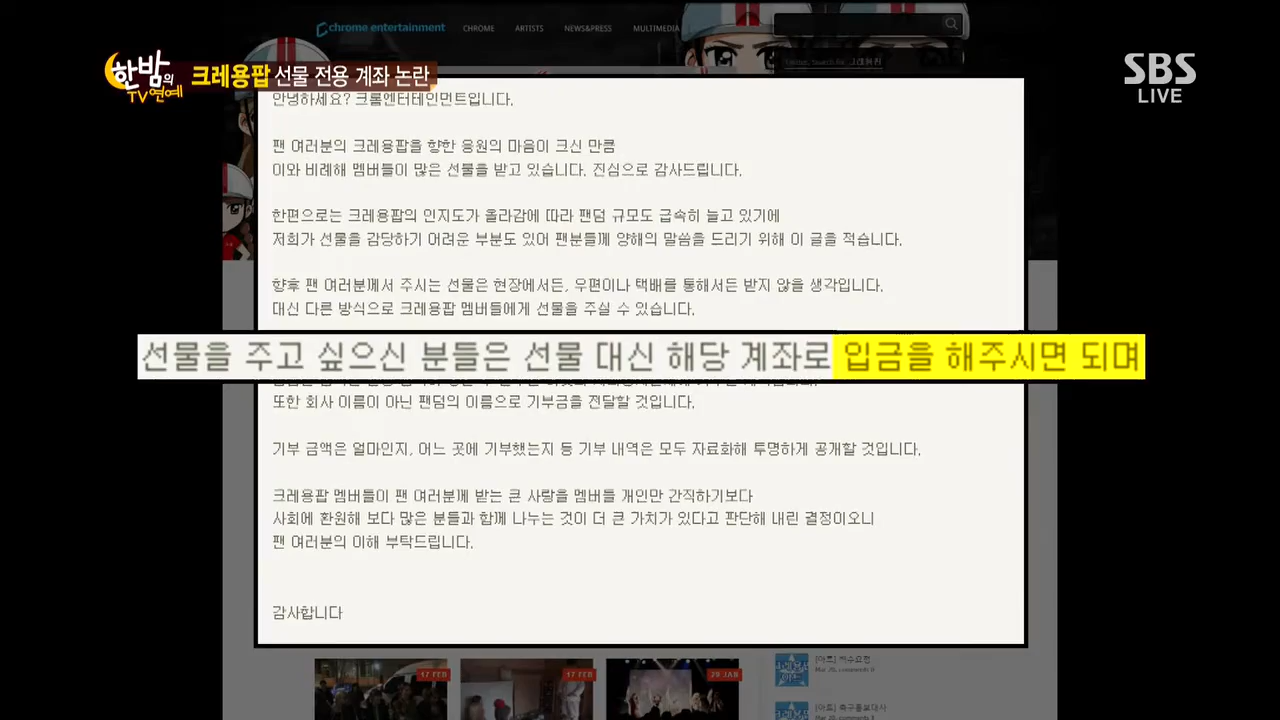 chrome entertainment
CHROME ARTISTS NEWS&PRESS MULTIMEDIA
한밤의 TV연예
크레용팝 선물 전용 계좌 논란
SBS
LIVE
안녕하세요? 크롬엔터테인먼트입니다.
팬 여러분의 크레용팝을 향한 응원의 마음이 크신 만큼
이와 비례해 멤버들이 많은 선물을 받고 있습니다. 진심으로 감사드립니다.
한편으로는 크레용팝의 인지도가 올라감에 따라 팬덤 규모도 급속히 늘고 있기에
저희가 선물을 감당하기 어려운 부분도 있어 팬분들께 양해의 말씀을 드리기 위해 이 글을 적습니다.
향후 팬 여러분께서 주시는 선물은 현장에서든, 우편이나 택배를 통해서든 받지 않을 생각입니다.
대신 다른 방식으로 크레용팝 멤버들에게 선물을 주실 수 있습니다.
선물을 주고 싶으신 분들은 선물 대신 해당 계좌로 입금을 해주시면 되며
또한 회사 이름이 아닌 팬덤의 이름으로 기부금을 전달할 것입니다.
기부 금액은 얼마인지, 어느 곳에 기부했는지 등 기부 내역은 모두 자료화해 투명하게 공개할 것입니다.
크레용팝 멤버들이 팬 여러분께 받는 큰 사랑을 멤버들 개인만 간직하기보다
사회에 환원해 보다 많은 분들과 함께 나누는 것이 더 큰 가치가 있다고 판단해 내린 결정이오니
팬 여러분의 이해 부탁드립니다.
감사합니다
17 FEB
17 FEB
29 JAN